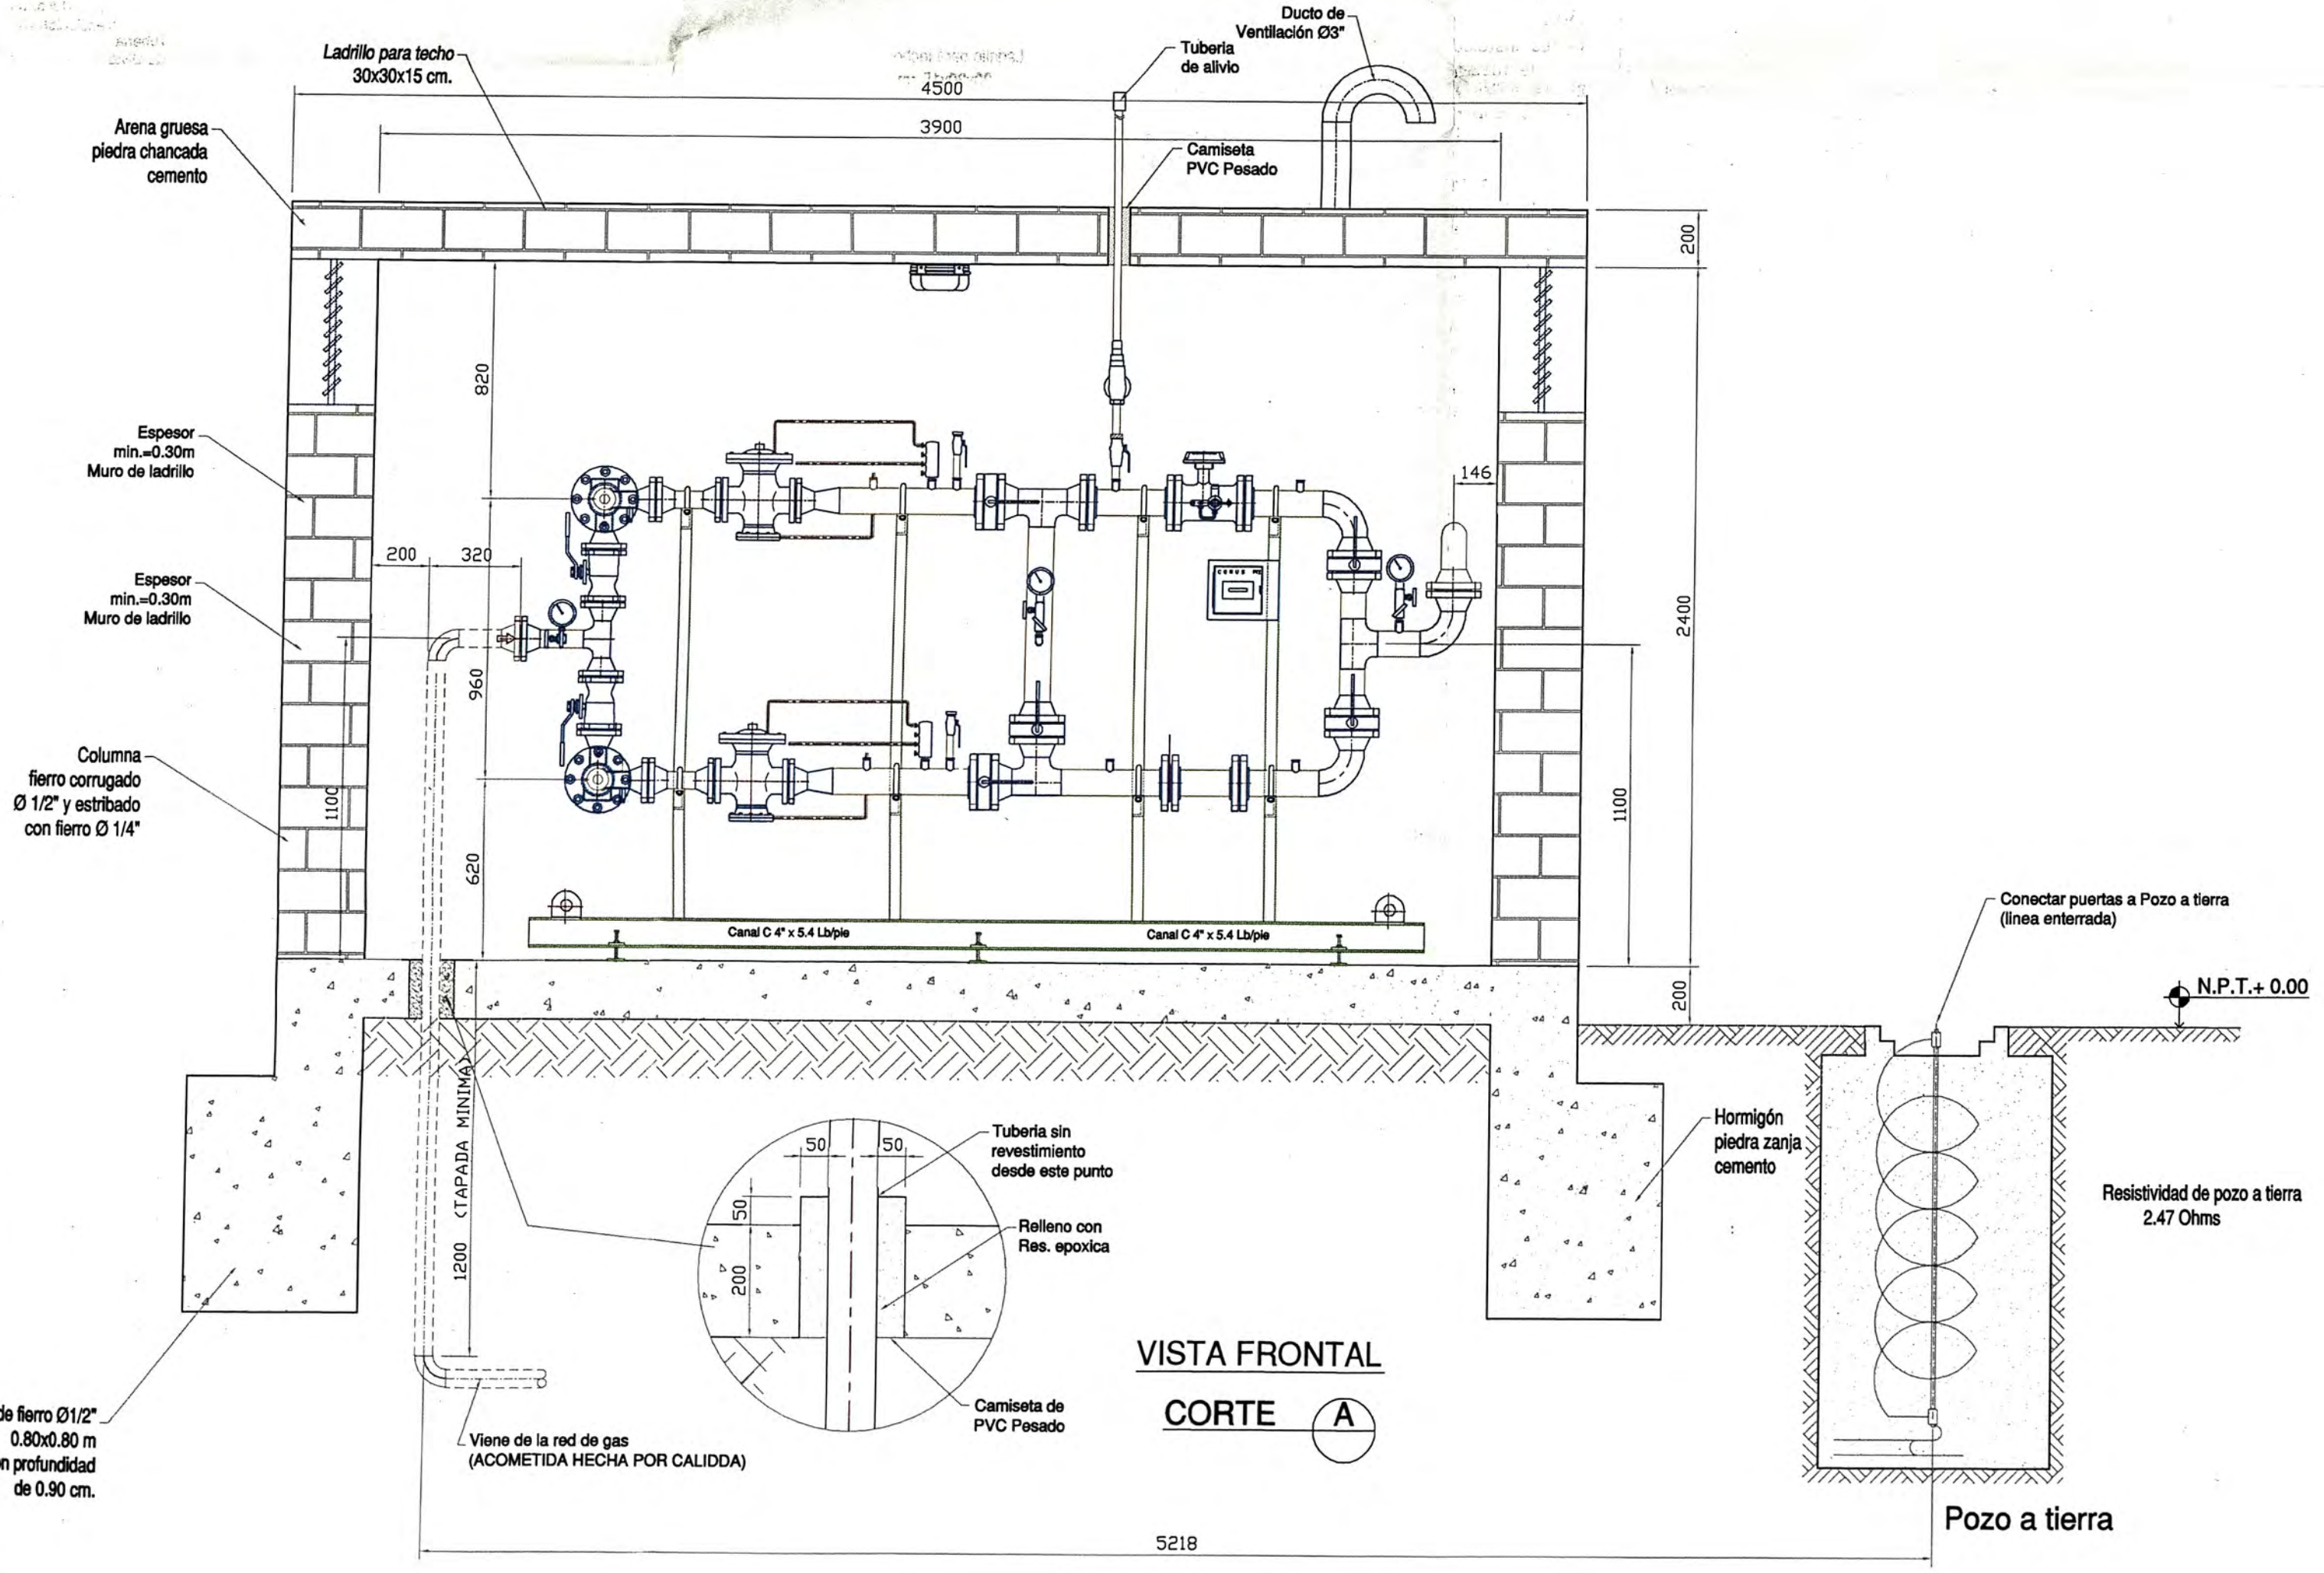 Ducto de
Ventilación Ø3"
Tuberia
de alivio
Ladrillo para techo
30x30x15 cm.
4500
Arena gruesa
piedra chancada
cemento
3900
Camiseta
PVC Pesado
200
820
Espesor
min.=0.30m
Muro de ladrillo
146
200
320
Espesor
min.=0.30m
Muro de ladrillo
CORUS
2400
960
Columna
fierro corrugado
Ø 1/2" y estribado
con fierro Ø 1/4"
1100
1100
620
Canal C 4" x 5.4 Lb/pie
Canal C 4" x 5.4 Lb/pie
Conectar puertas a Pozo a tierra
(linea enterrada)
200
N.P.T.+ 0.00
1200 (TAPADA MINIMA)
50
50
Tuberia sin
revestimiento
desde este punto
50
Relleno con
Res. epoxica
200
Hormigón
piedra zanja
cemento
Resistividad de pozo a tierra
2.47 Ohms
VISTA FRONTAL
CORTE A
Camiseta de
PVC Pesado
de fierro Ø1/2"
0.80x0.80 m
n profundidad
de 0.90 cm.
Viene de la red de gas
(ACOMETIDA HECHA POR CALIDDA)
Pozo a tierra
5218